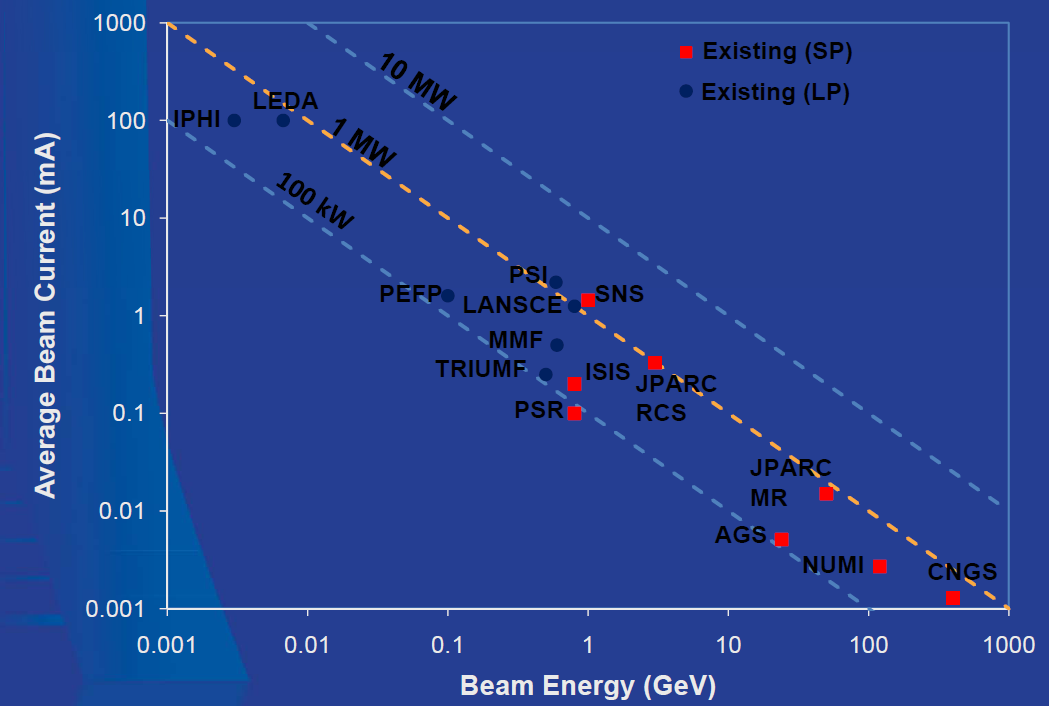 1000
100
10
1
0.1
0.01
0.001
Average Beam Current (mA)
Existing (SP)
Existing (LP)
10 MW
1 MW
100 kW
IPHI
LEDA
PSI
PEFP
LANSCE
SNS
MMF
TRIUMF
ISIS
JPARC
RCS
PSR
JPARC
MR
AGS
NUMI
CNGS
0.001
0.01
0.1
1
10
100
1000
Beam Energy (GeV)